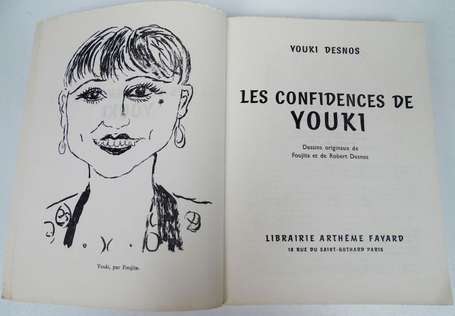 Youki, par Foujita.
YOUKI DESNOS
LES CONFIDENCES DE
YOUKI
Dessins originaux de
Foujita et de Robert Desnos
LIBRAIRIE ARTHÈME FAYARD
18 RUE DU SAINT-GOTHARD PARIS